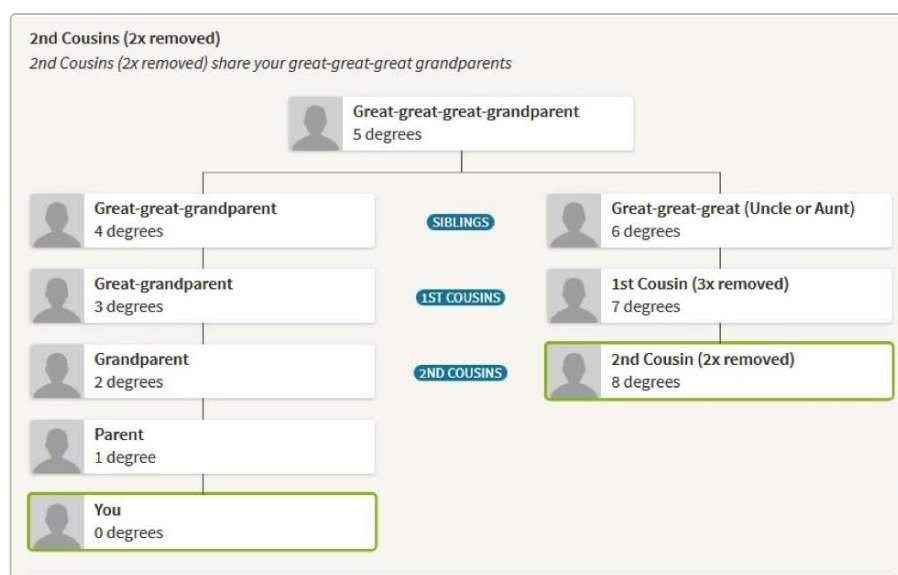 2nd Cousins (2x removed)
2nd Cousins (2x removed) share your great-great-great grandparents
Great-great-great-grandparent
5 degrees
Great-great-grandparent
4 degrees
SIBLINGS
Great-great-great (Uncle or Aunt)
6 degrees
Great-grandparent
3 degrees
1ST COUSINS
1st Cousin (3x removed)
7 degrees
Grandparent
2 degrees
2ND COUSINS
2nd Cousin (2x removed)
8 degrees
Parent
1 degree
You
0 degrees